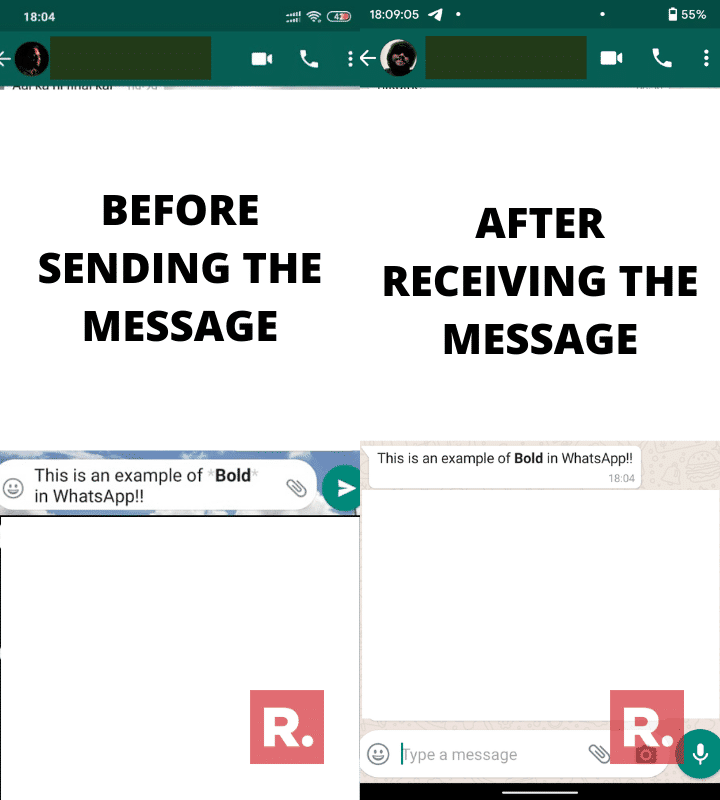 18:04
42
BEFORE
SENDING THE
MESSAGE
This is an example of *Bold*
in WhatsApp!!
R.
18:09:05
55%
AFTER
RECEIVING THE
MESSAGE
This is an example of Bold in WhatsApp!!
18:04
Type a message
R.